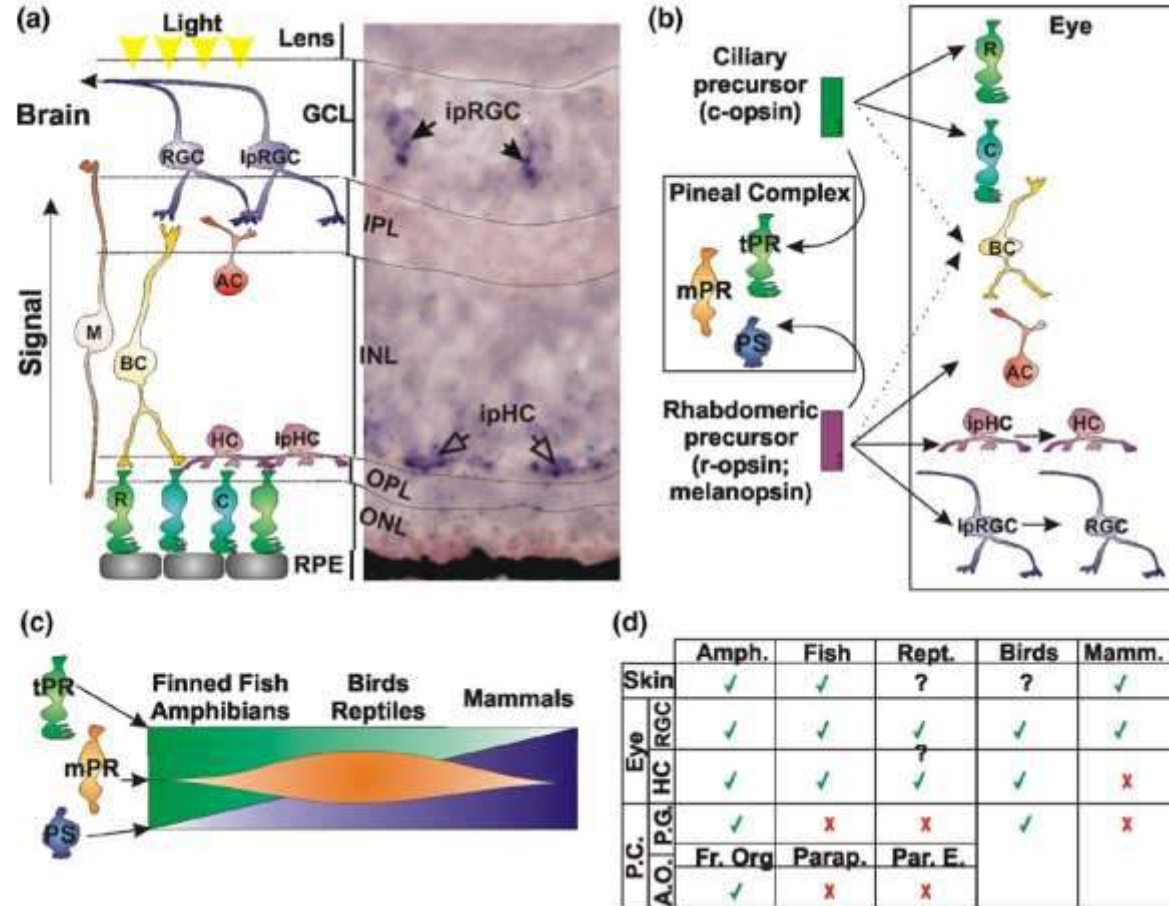 (a)
Light
Lens
Brain
GCL
ipRGC
RGC
IpRGC
IPL
AC
Signal
M
INL
BC
ipHC
HC
ipHC
OPL
R
C
ONL
RPE
(b)
Eye
Ciliary
precursor
(c-opsin)
R
C
Pineal Complex
tPR
mPR
PS
BC
AC
Rhabdomeric
precursor
(r-opsin;
melanopsin)
ipHC
HC
IpRGC
RGC
(c)
tPR
mPR
PS
Finned Fish
Amphibians
Birds
Reptiles
Mammals
(d)
Amph. Fish Rept. Birds Mamm.
Skin ✓ ✓ ? ? ✓
Eye
RGC ✓ ✓ ✓ ✓ ✓
?
HC ✓ ✓ ✓ ✓ x
P.C.
P.G. ✓ x x ✓ x
Fr. Org Parap. Par. E.
A.O. ✓ x x